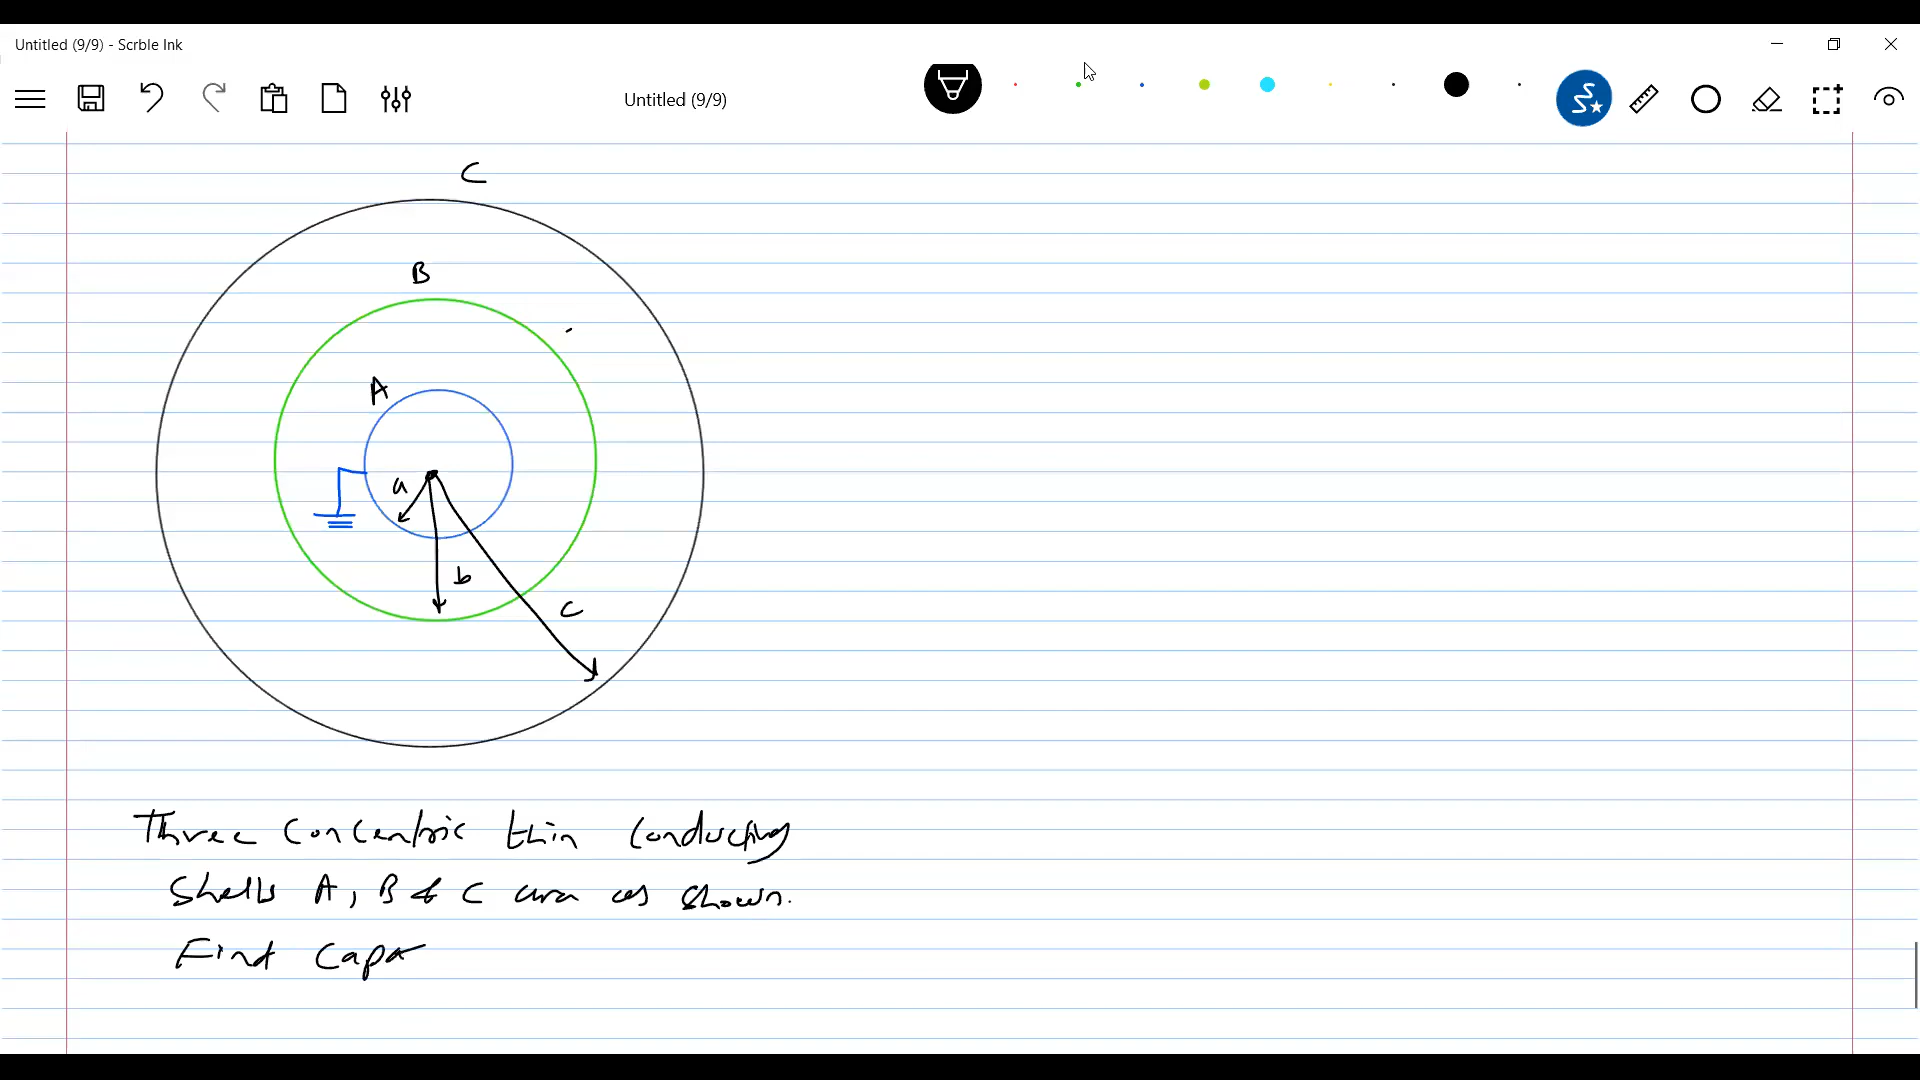 Untitled (9/9) - Scrble Ink
Untitled (9/9)
C
B
A
a
b
c
Three concentric thin conducting
shells A, B & C are as shown.
Find Capa